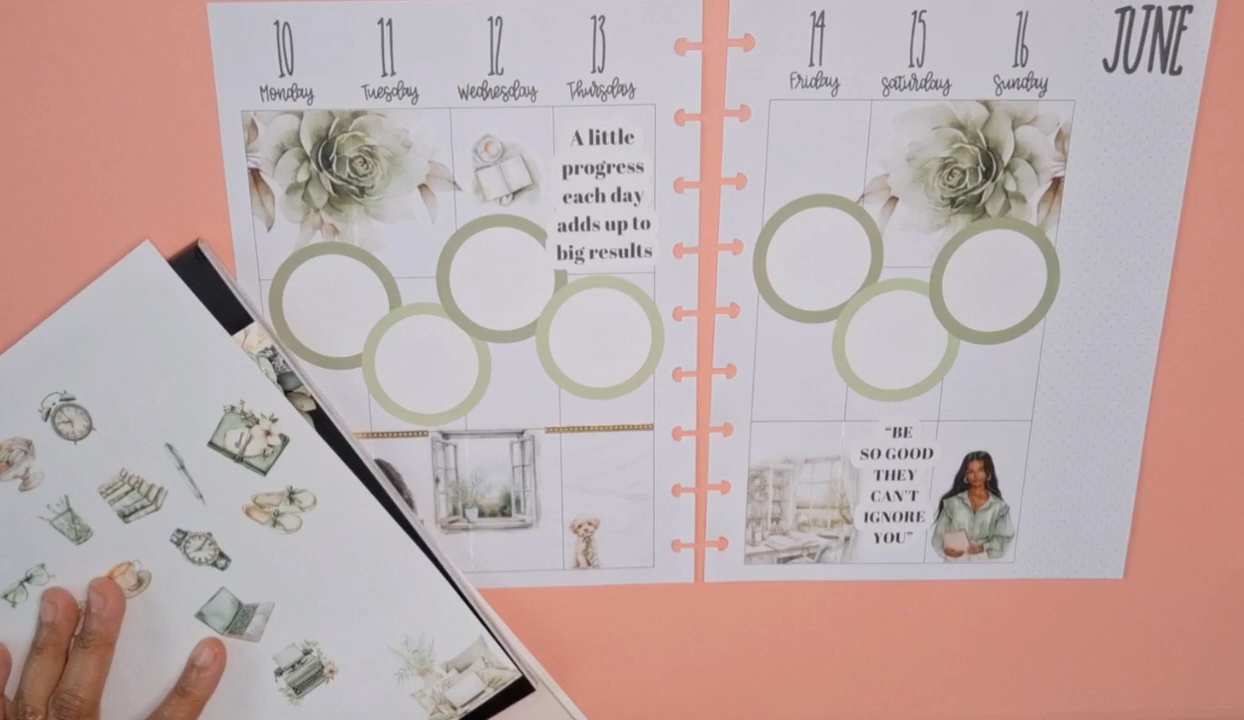 10 11 12 13 14 15 16 JUNE
Monday Tuesday Wednesday Thursday Friday Saturday Sunday
A little
progress
each day
adds up to
big results
"BE
SO GOOD
THEY
CAN'T
IGNORE
YOU"